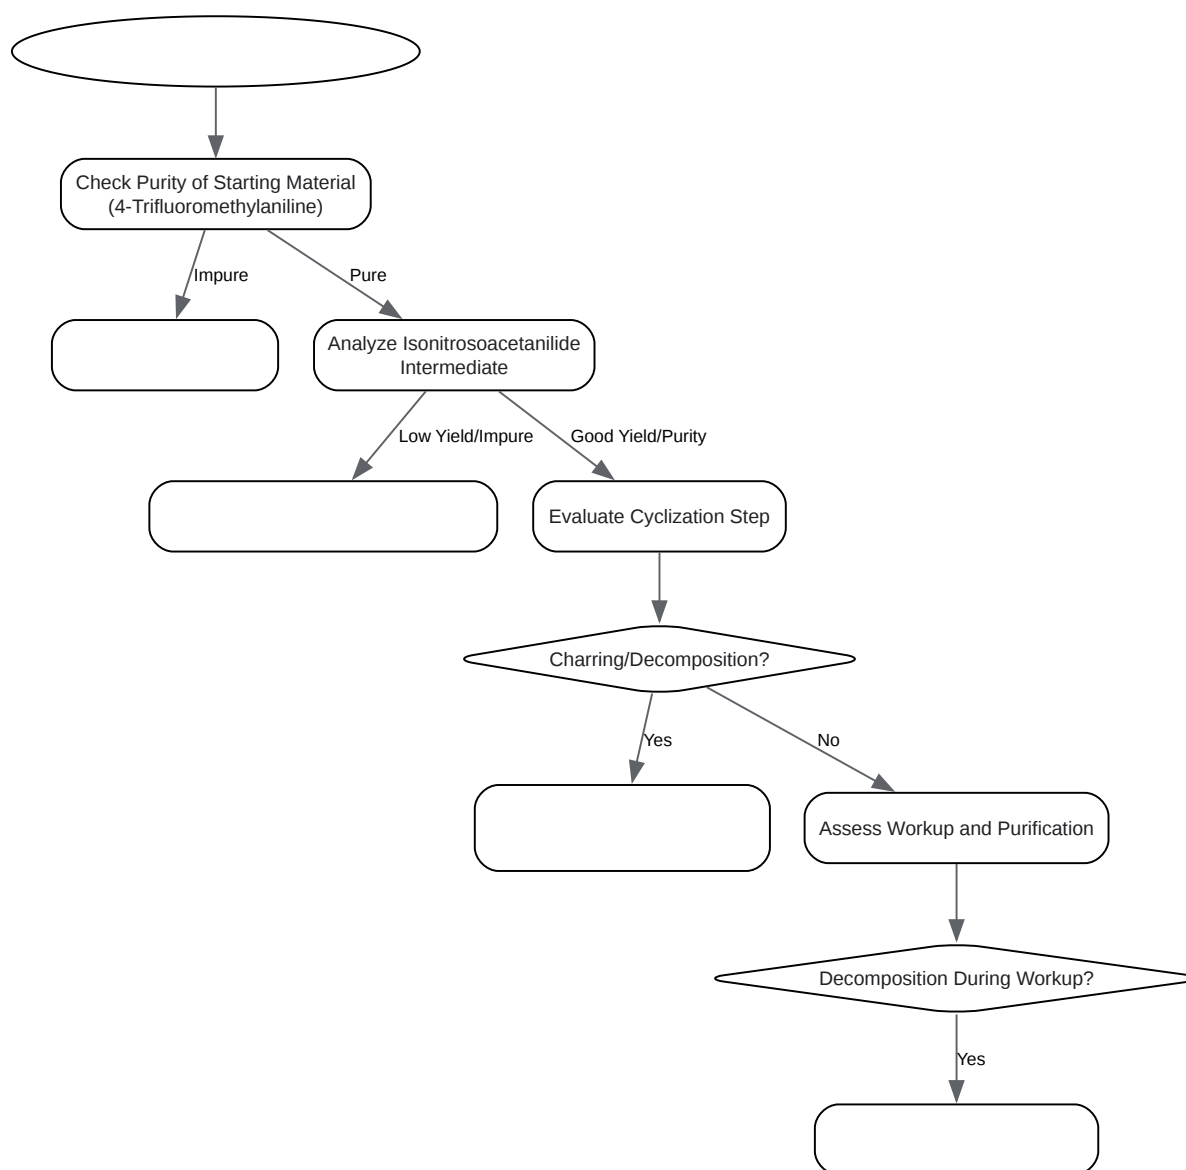 Check Purity of Starting Material
(4-Trifluoromethylaniline)
Impure
Pure
Analyze Isonitrosoacetanilide
Intermediate
Low Yield/Impure
Good Yield/Purity
Evaluate Cyclization Step
Charring/Decomposition?
Yes
No
Assess Workup and Purification
Decomposition During Workup?
Yes